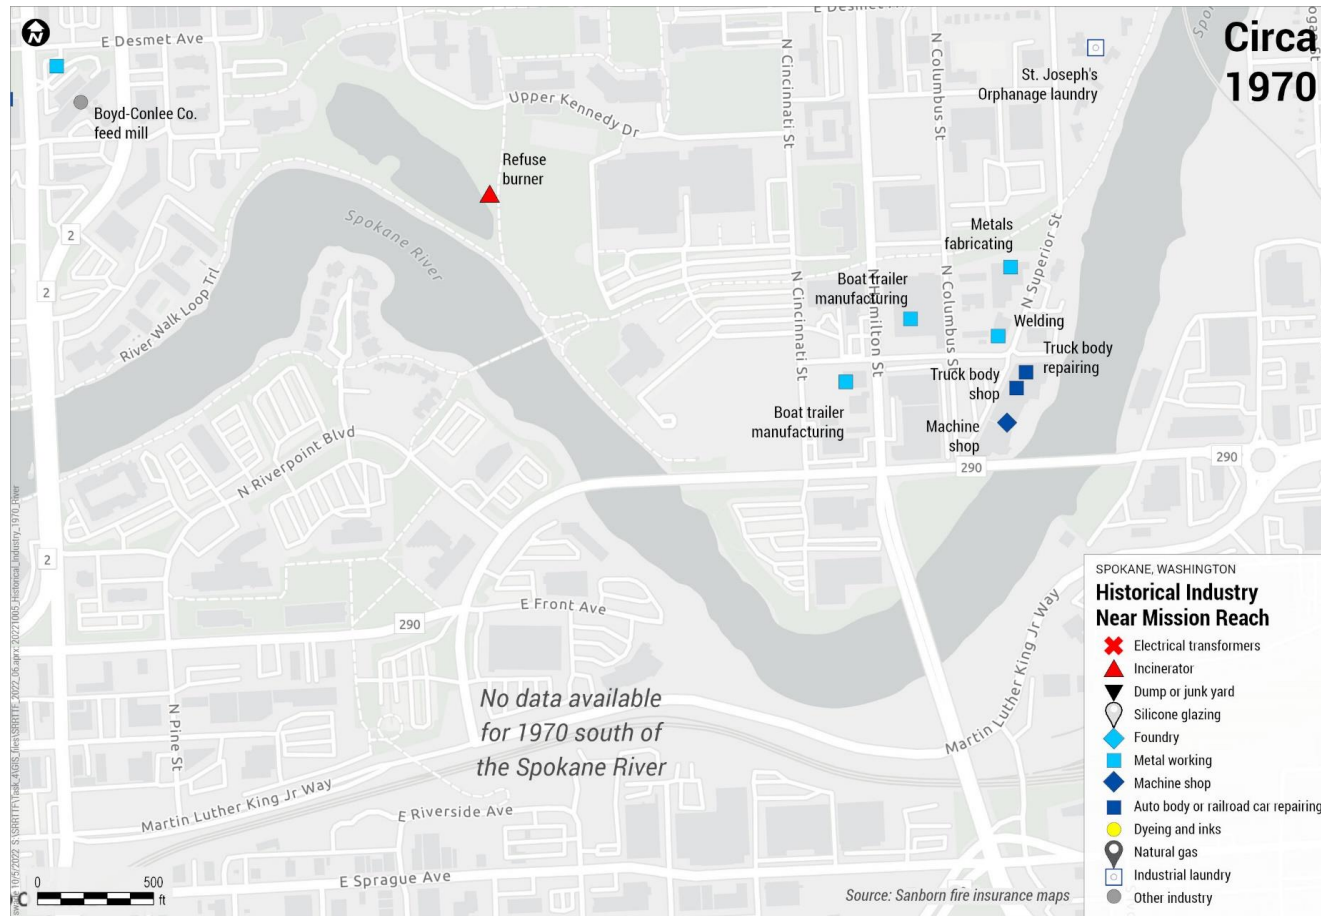 N
E Desmet Ave
E Desmet Ave
Circa
1970
Boyd-Conlee Co.
feed mill
Upper Kennedy Dr
N Cincinnati St
N Columbus St
St. Joseph's
Orphanage laundry
Refuse
burner
Spokane River
2
2
2
River Walk Loop Trl
Metals
fabricating
N Superior St
Boat trailer
manufacturing
N Cincinnati St
N Hamilton St
N Columbus St
Welding
Truck body
repairing
Truck body
shop
Boat trailer
manufacturing
Machine
shop
290
290
N Riverpoint Blvd
E Front Ave
290
N Pine St
No data available
for 1970 south of
the Spokane River
Martin Luther King Jr Way
Martin Luther King Jr Way
E Riverside Ave
E Sprague Ave
0 500
ft
Source: Sanborn fire insurance maps
SPOKANE, WASHINGTON
Historical Industry
Near Mission Reach
Electrical transformers
Incinerator
Dump or junk yard
Silicone glazing
Foundry
Metal working
Machine shop
Auto body or railroad car repairing
Dyeing and inks
Natural gas
Industrial laundry
Other industry